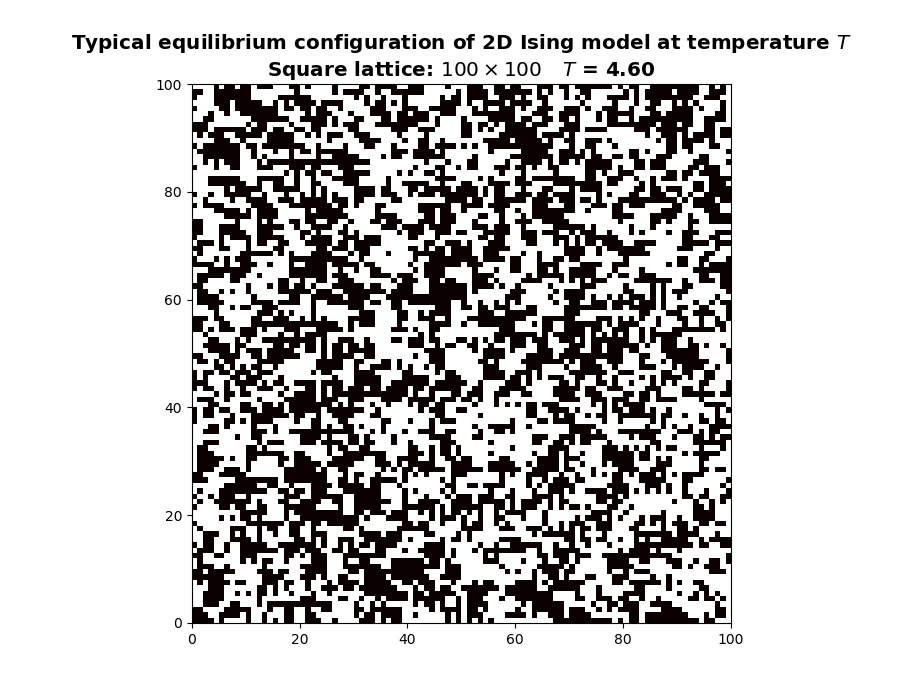 Typical equilibrium configuration of 2D Ising model at temperature T
Square lattice: 100 × 100 T = 4.60
100
80
60
40
20
0
0 20 40 60 80 100